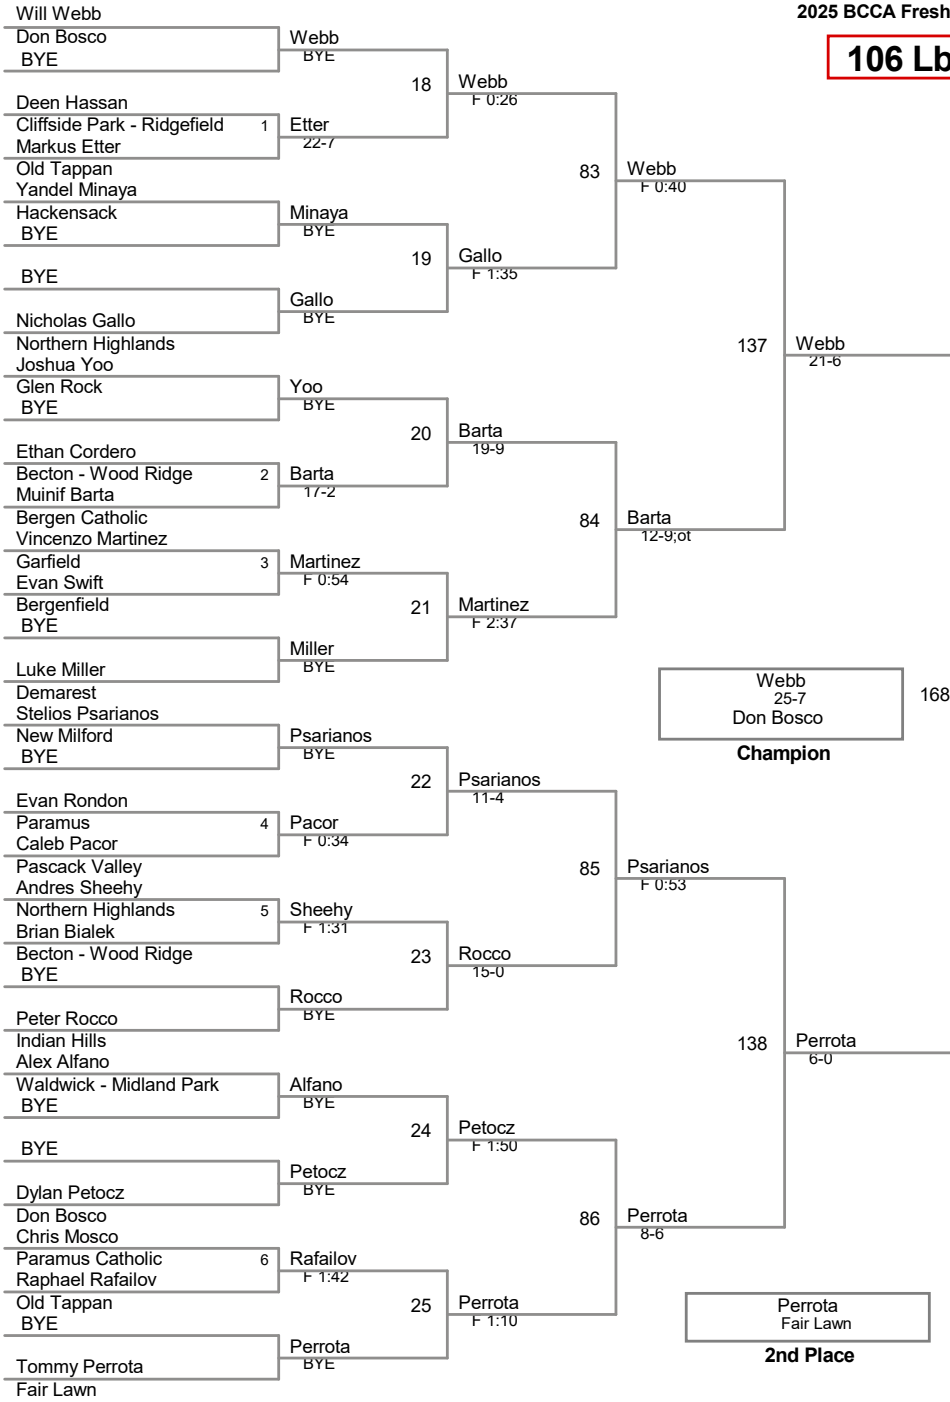 Will Webb
2025 BCCA Fresh
Don Bosco
Webb
BYE
BYE
106 Lb
18
Webb
F 0:26
Deen Hassan
Cliffside Park - Ridgefield
1
Etter
22-7
Markus Etter
83
Webb
F 0:40
Old Tappan
Yandel Minaya
Hackensack
Minaya
BYE
BYE
19
Gallo
F 1:35
BYE
Gallo
BYE
Nicholas Gallo
Northern Highlands
137
Webb
21-6
Joshua Yoo
Glen Rock
Yoo
BYE
BYE
20
Barta
19-9
Ethan Cordero
Becton - Wood Ridge
2
Barta
17-2
Muinif Barta
84
Barta
12-9;ot
Bergen Catholic
Vincenzo Martinez
Garfield
3
Martinez
F 0:54
Evan Swift
21
Martinez
F 2:37
Bergenfield
BYE
Miller
BYE
Luke Miller
Demarest
Webb
25-7
Don Bosco
168
Champion
Stelios Psarianos
New Milford
Psarianos
BYE
BYE
22
Psarianos
11-4
Evan Rondon
Paramus
4
Pacor
F 0:34
Caleb Pacor
85
Psarianos
F 0:53
Pascack Valley
Andres Sheehy
Northern Highlands
5
Sheehy
F 1:31
Brian Bialek
23
Rocco
15-0
Becton - Wood Ridge
BYE
Rocco
BYE
Peter Rocco
Indian Hills
138
Perrota
6-0
Alex Alfano
Waldwick - Midland Park
Alfano
BYE
BYE
24
Petocz
F 1:50
BYE
Petocz
BYE
Dylan Petocz
86
Perrota
8-6
Don Bosco
Chris Mosco
Paramus Catholic
6
Rafailov
F 1:42
Raphael Rafailov
25
Perrota
F 1:10
Old Tappan
BYE
Perrota
BYE
Tommy Perrota
Fair Lawn
Perrota
Fair Lawn
2nd Place